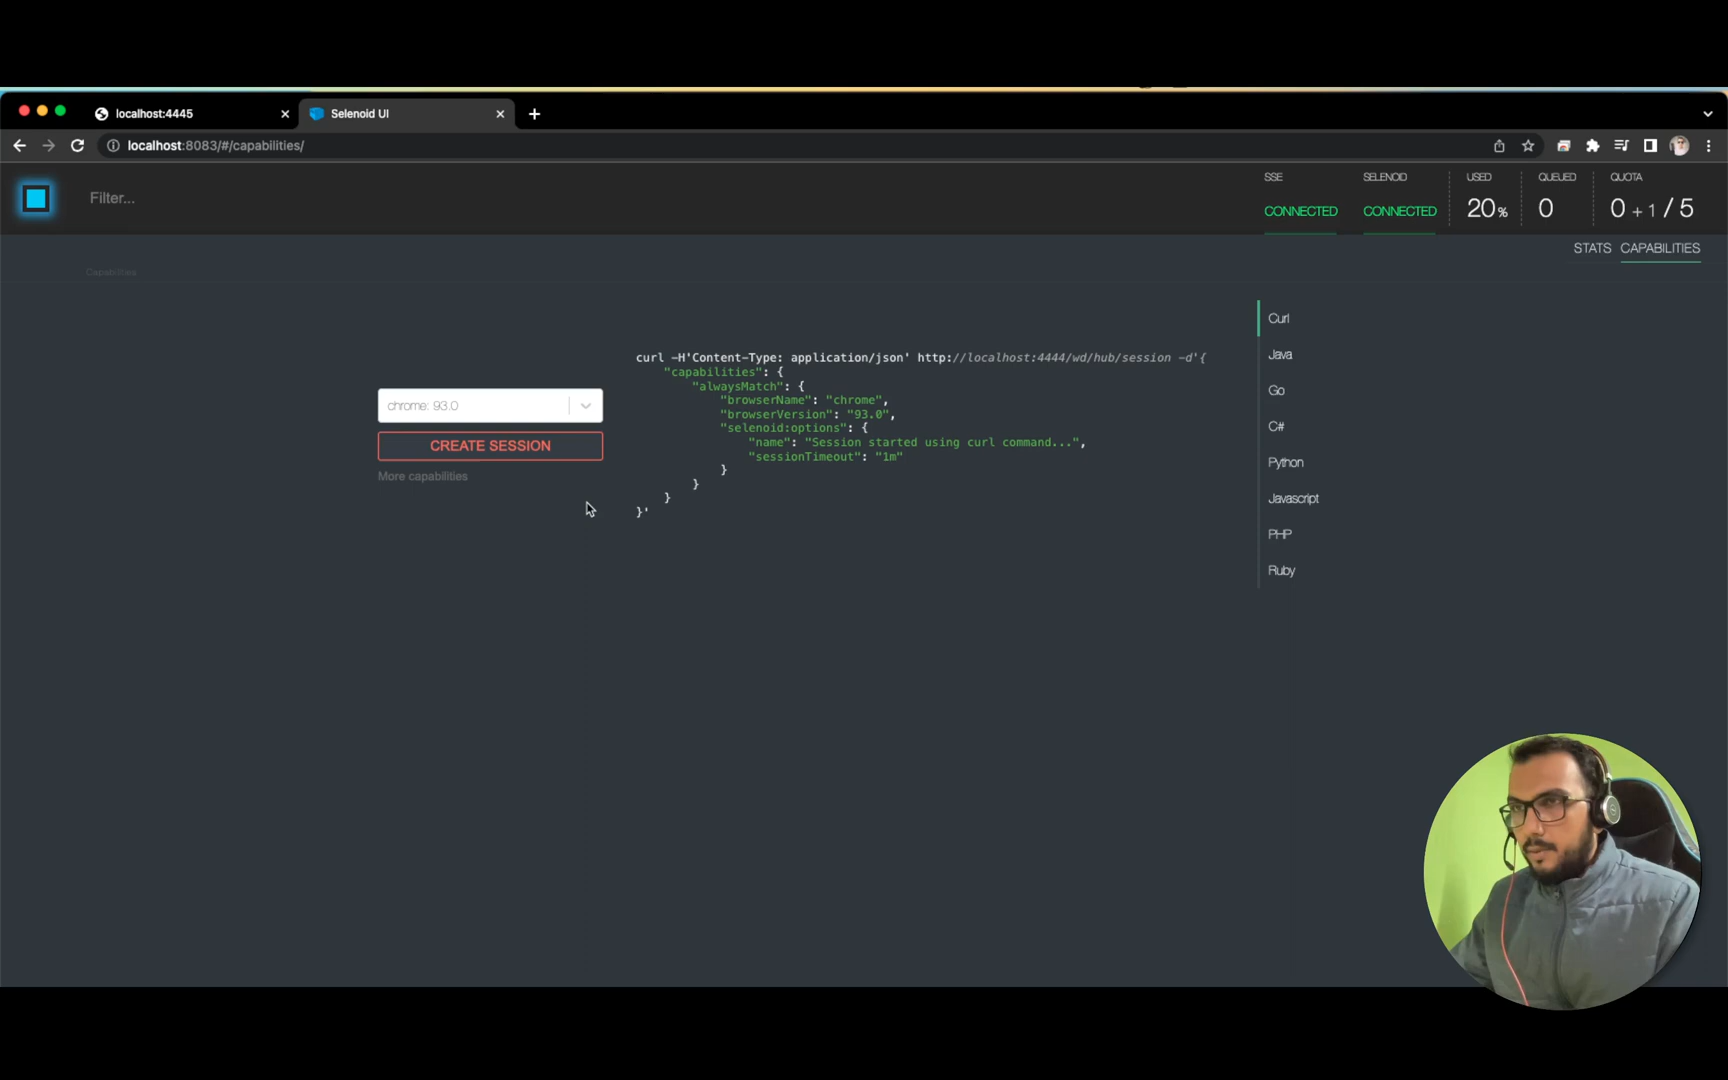 localhost:4445
Selenoid UI
localhost:8083/#/capabilities/
Filter...
SSE
CONNECTED
SELENOID
CONNECTED
USED
20%
QUEUED
0
QUOTA
0 + 1 / 5
STATS CAPABILITIES
Capabilities
chrome: 93.0
CREATE SESSION
More capabilities
curl -H'Content-Type: application/json' http://localhost:4444/wd/hub/session -d'{
"capabilities": {
"alwaysMatch": {
"browserName": "chrome",
"browserVersion": "93.0",
"selenoid:options": {
"name": "Session started using curl command...",
"sessionTimeout": "1m"
}
}
}
}'
Curl
Java
Go
C#
Python
Javascript
PHP
Ruby